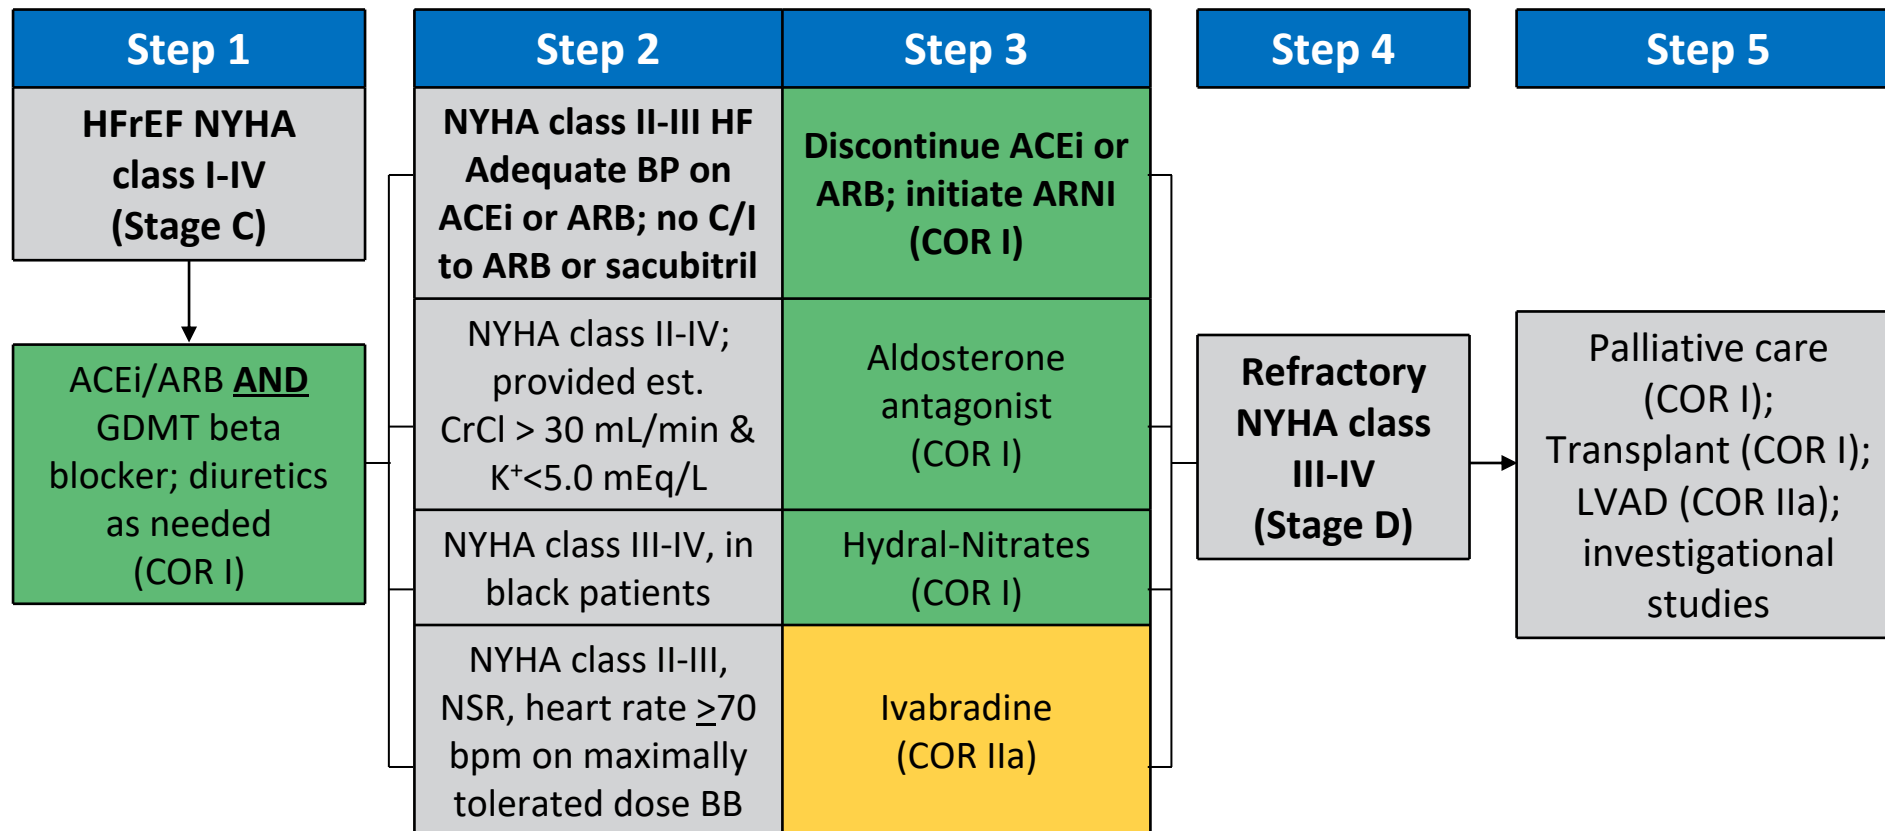 Step 1
HFrEF NYHA
class I-IV
(Stage C)
ACEi/ARB AND
GDMT beta
blocker; diuretics
as needed
(COR I)
Step 2
NYHA class II-III HF
Adequate BP on
ACEi or ARB; no C/I
to ARB or sacubitril
NYHA class II-IV;
provided est.
CrCl > 30 mL/min &
K⁺<5.0 mEq/L
NYHA class III-IV, in
black patients
NYHA class II-III,
NSR, heart rate ≥70
bpm on maximally
tolerated dose BB
Step 3
Discontinue ACEi or
ARB; initiate ARNI
(COR I)
Aldosterone
antagonist
(COR I)
Hydral-Nitrates
(COR I)
Ivabradine
(COR IIa)
Step 4
Refractory
NYHA class
III-IV
(Stage D)
Step 5
Palliative care
(COR I);
Transplant (COR I);
LVAD (COR IIa);
investigational
studies